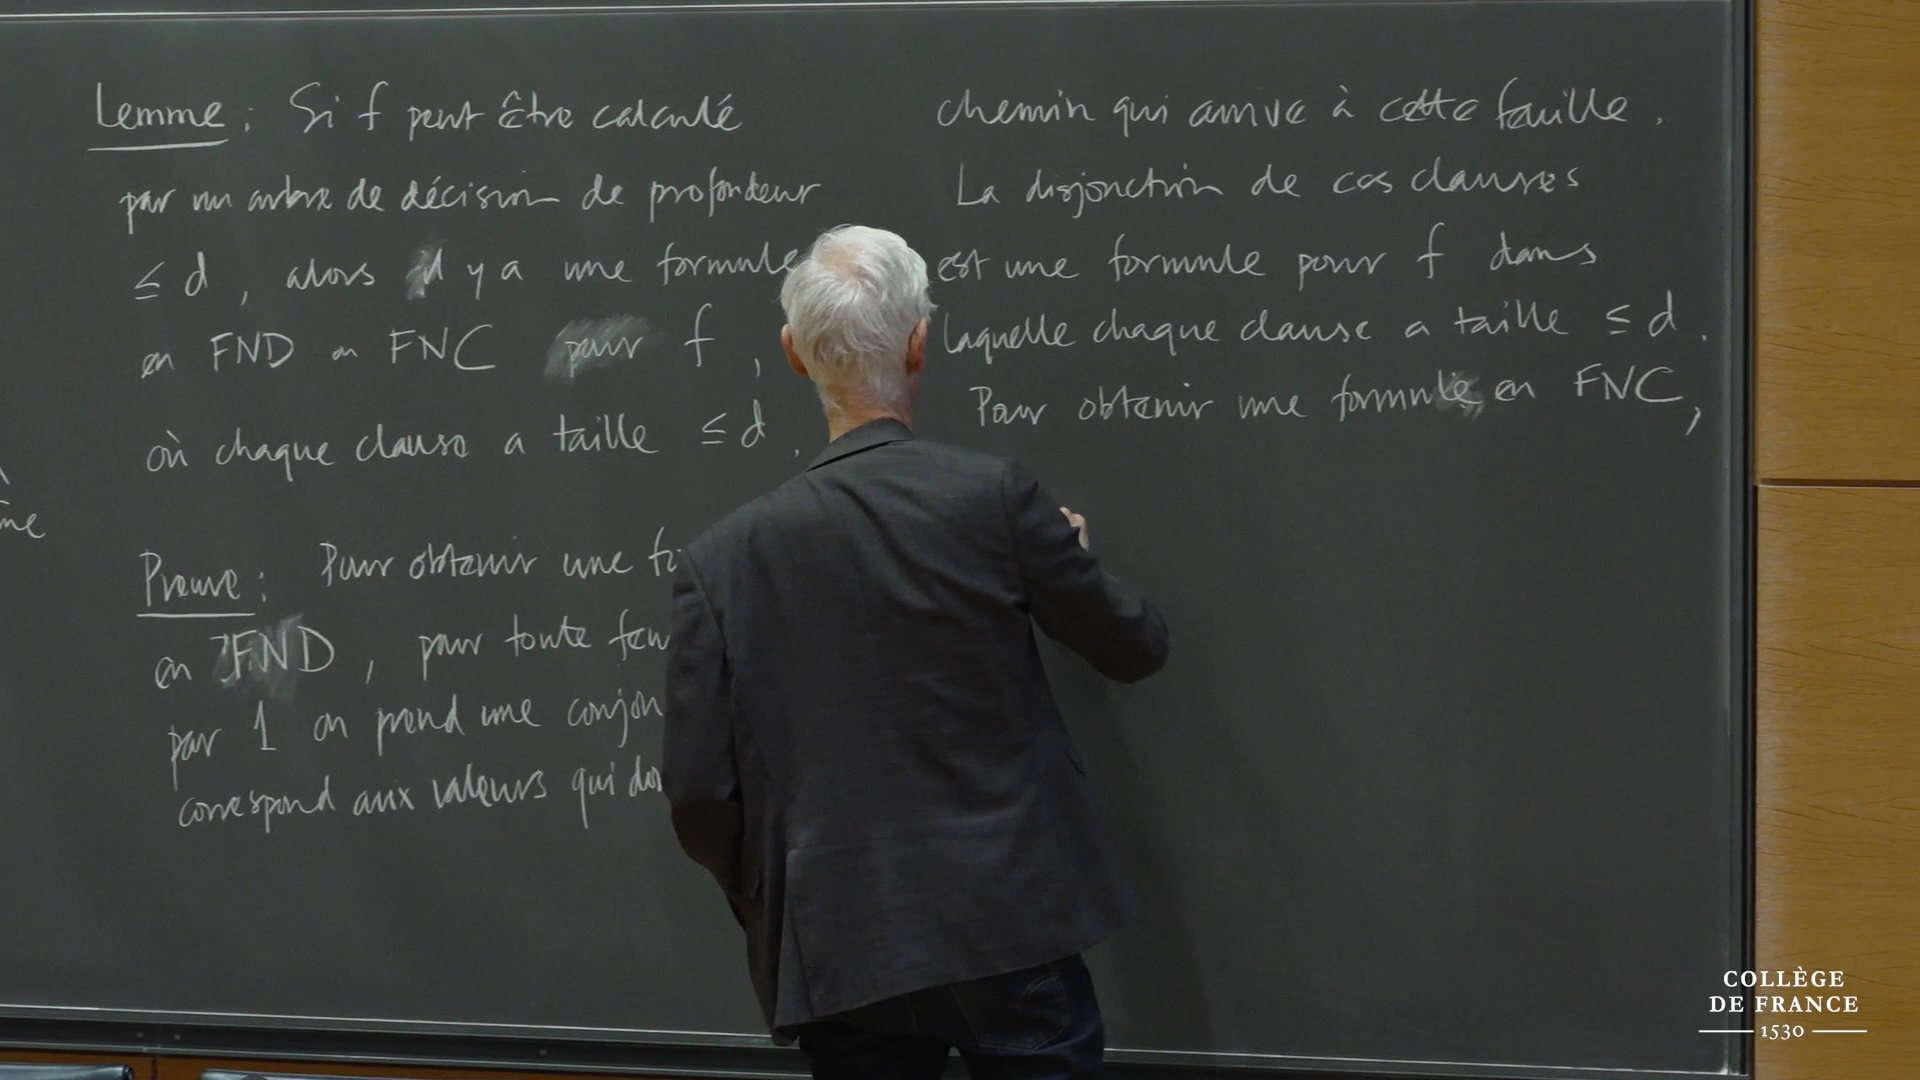 Lemme : Si f peut être calculé
par un arbre de décision de profondeur
≤ d , alors il y a une formule
en FND ou FNC pour f ,
où chaque clause a taille ≤ d .
Preuve : Pour obtenir une fo
en FND , pour toute feu
par 1 on prend une conjon
correspond aux valeurs qui do
chemin qui arrive à cette feuille .
La disjonction de ces clauses
est une formule pour f dans
laquelle chaque clause a taille ≤ d .
Pour obtenir une formule en FNC ,
COLLÈGE
DE FRANCE
1530